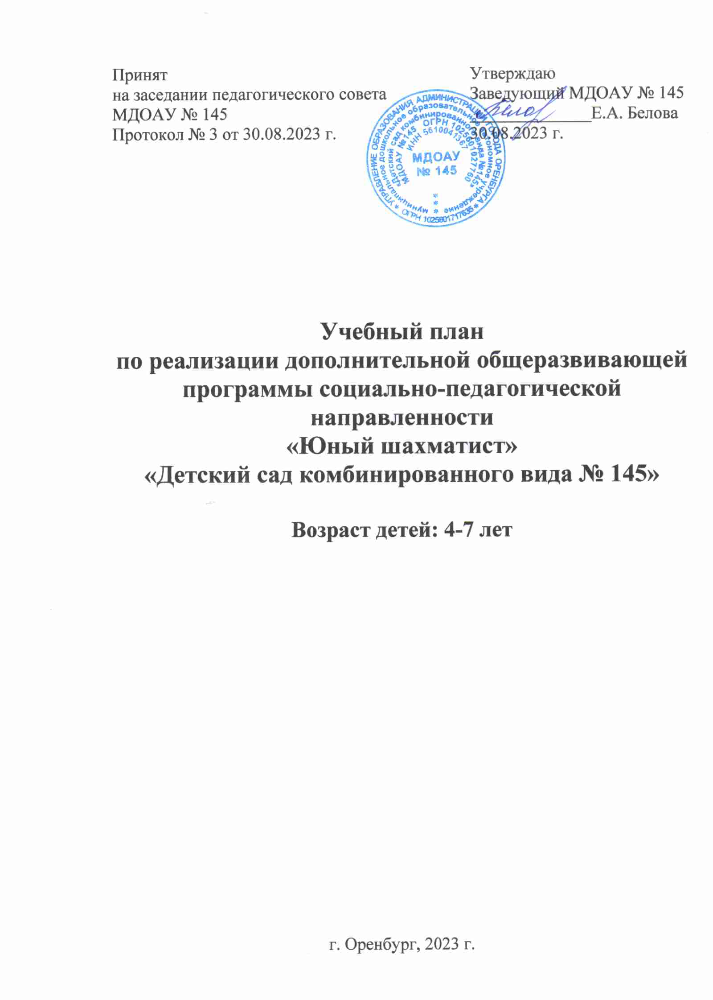 Принят
на заседании педагогического совета
МДОАУ № 145
Протокол № 3 от 30.08.2023 г.
Утверждаю
Заведующий МДОАУ № 145
Е.А. Белова
30.08.2023 г.
УПРАВЛЕНИЕ ОБРАЗОВАНИЯ АДМИНИСТРАЦИИ ГОРОДА ОРЕНБУРГА * ОГРН 1025601717635 *
муниципальное дошкольное образовательное автономное учреждение *
«Детский сад комбинированного вида №145»
МДОАУ №145 ОГРН 1025601027760
ИНН 5610041367
МДОАУ
№ 145
Учебный план
по реализации дополнительной общеразвивающей
программы социально-педагогической
направленности
«Юный шахматист»
«Детский сад комбинированного вида № 145»
Возраст детей: 4-7 лет
г. Оренбург, 2023 г.